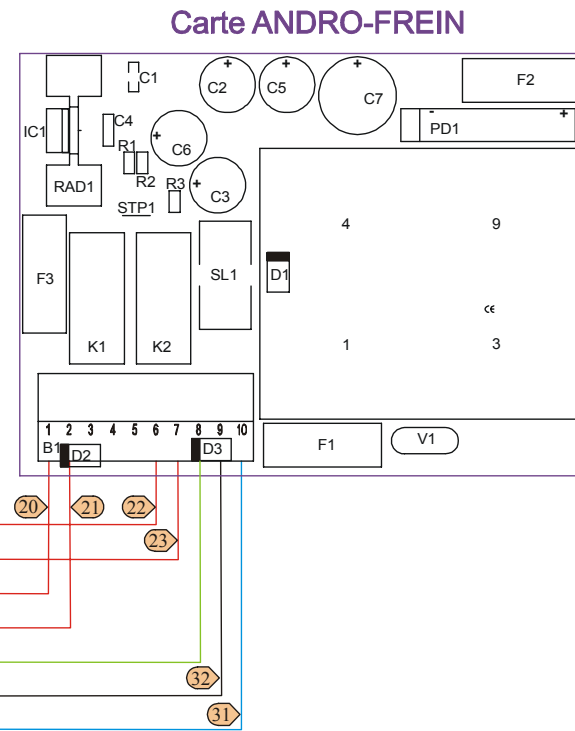 Carte ANDRO-FREIN
C1
C2
C5
C7
F2
IC1
C4
C6
- +
PD1
R1
R2
R3
RAD1
C3
STP1
4
9
F3
SL1
D1
CE
K1
K2
1
3
1 2 3 4 5 6 7 8 9 10
B1
D2
D3
F1
V1
20
21
22
23
32
31